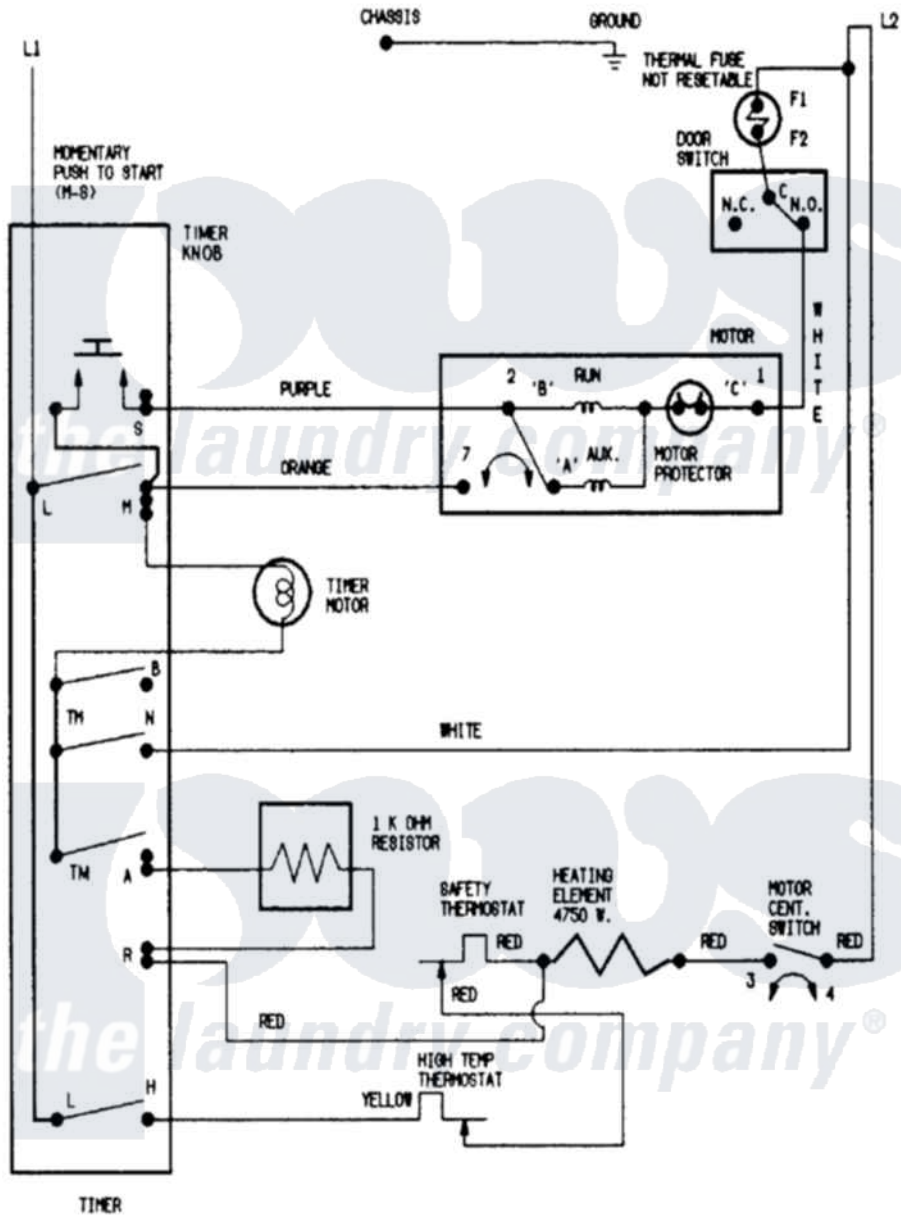 CHASSIS
GROUND
L1
L2
THERMAL FUSE
NOT RESETABLE
F1
F2
MOMENTARY
PUSH TO START
(M-S)
DOOR
SWITCH
N.C.
C
N.O.
TIMER
KNOB
WHITE
MOTOR
2
'B'
RUN
'C'
1
PURPLE
S
the laundry company®
7
'A'
AUX.
MOTOR
PROTECTOR
ORANGE
L
M
TIMER
MOTOR
B
TM
N
WHITE
1 K OHM
RESISTOR
TM
A
SAFETY
THERMOSTAT
HEATING
ELEMENT
4750 W.
MOTOR
CENT.
SWITCH
R
RED
RED
RED
RED
3
4
RED
the laundry company®
HIGH TEMP
THERMOSTAT
L
H
YELLOW
TIMER